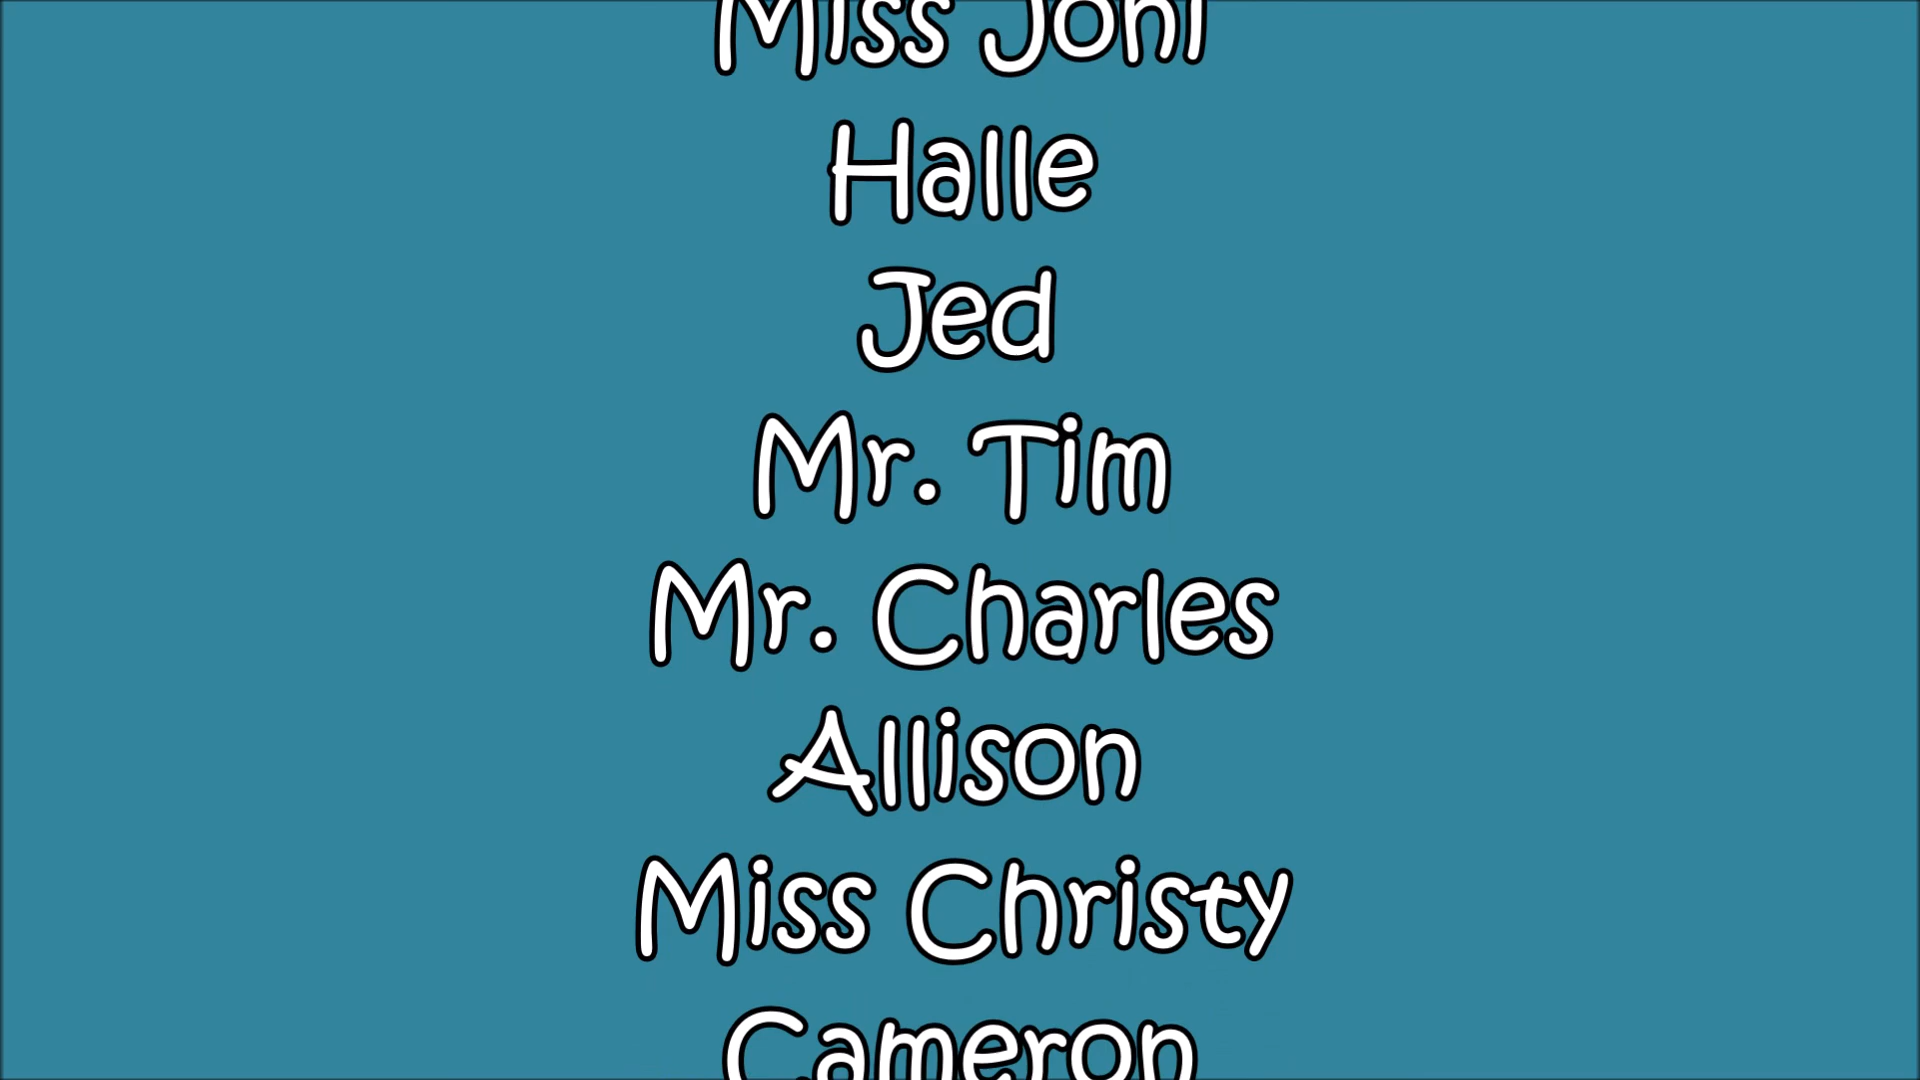 Miss Joni
Halle
Jed
Mr. Tim
Mr. Charles
Allison
Miss Christy
Cameron